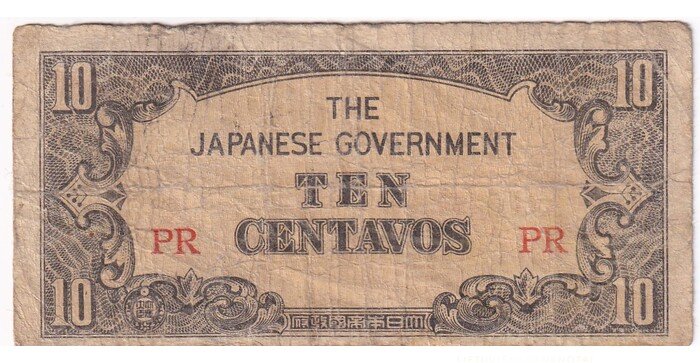 10 10
THE
JAPANESE GOVERNMENT
TEN
PR CENTAVOS PR
10 10